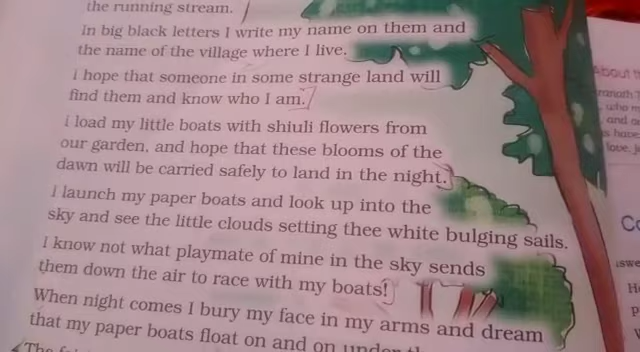 the running stream.
In big black letters I write my name on them and
the name of the village where I live.
I hope that someone in some strange land will
find them and know who I am.
I load my little boats with shiuli flowers from
our garden, and hope that these blooms of the
dawn will be carried safely to land in the night.
I launch my paper boats and look up into the
sky and see the little clouds setting thee white bulging sails.
I know not what playmate of mine in the sky sends
them down the air to race with my boats!
When night comes I bury my face in my arms and dream
that my paper boats float on and on under
The
About
and
have
love,